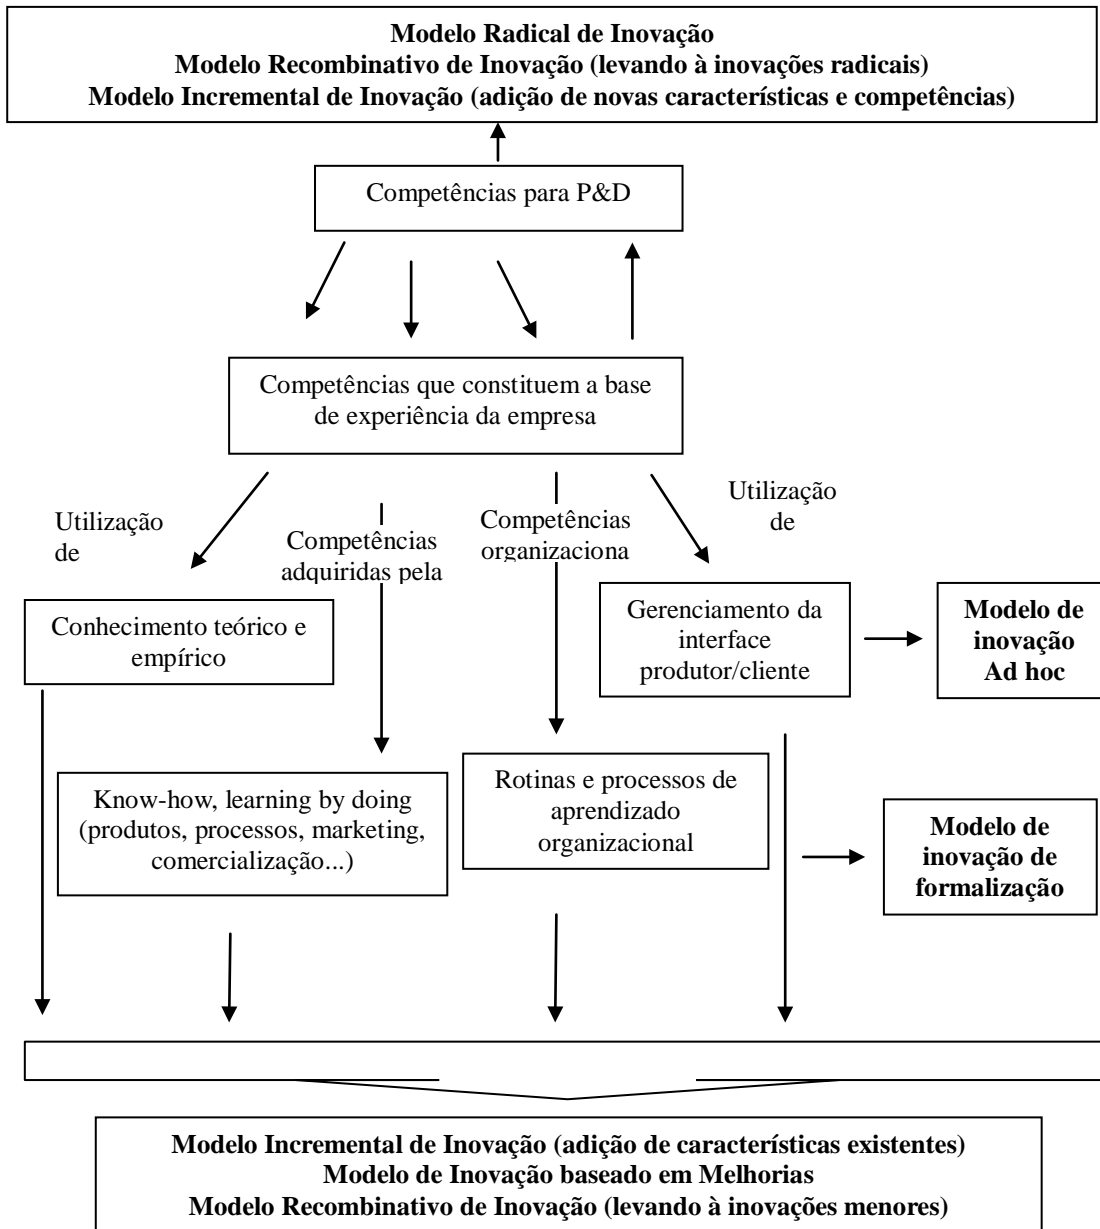 Modelo Radical de Inovação
Modelo Recombinativo de Inovação (levando à inovações radicais)
Modelo Incremental de Inovação (adição de novas características e competências)
Competências para P&D
Competências que constituem a base
de experiência da empresa
Utilização
de
Competências
adquiridas pela
Competências
organizaciona
Utilização
de
Conhecimento teórico e
empírico
Gerenciamento da
interface
produtor/cliente
Modelo de
inovação
Ad hoc
Know-how, learning by doing
(produtos, processos, marketing,
comercialização...)
Rotinas e processos de
aprendizado
organizacional
Modelo de
inovação de
formalização
Modelo Incremental de Inovação (adição de características existentes)
Modelo de Inovação baseado em Melhorias
Modelo Recombinativo de Inovação (levando à inovações menores)